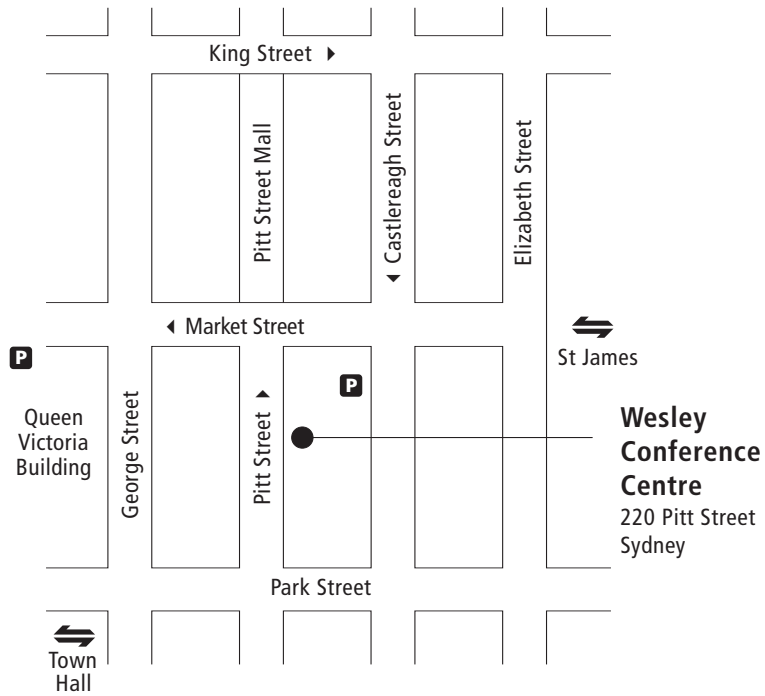 King Street
Pitt Street Mall
Castlereagh Street
Elizabeth Street
Market Street
St James
P
P
Queen
Victoria
Building
George Street
Pitt Street
Wesley
Conference
Centre
220 Pitt Street
Sydney
Park Street
Town
Hall